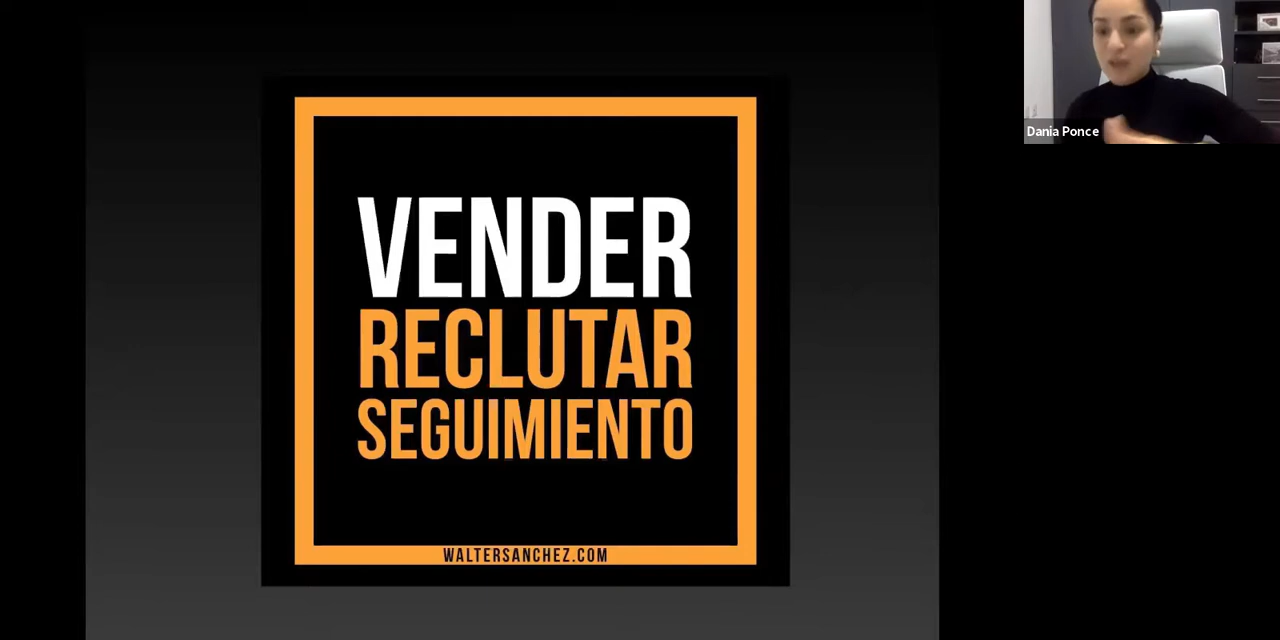 VENDER
RECLUTAR
SEGUIMIENTO
WALTERSANCHEZ.COM
Dania Ponce